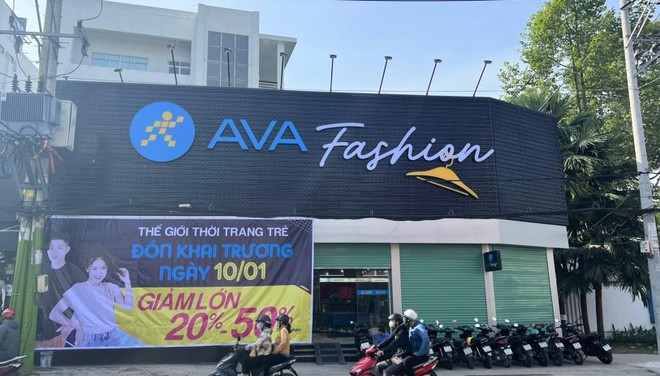 AVA Fashion
THẾ GIỚI THỜI TRANG TRẺ
ĐÓN KHAI TRƯƠNG
NGÀY 10/01
GIẢM LỚN
20%-50%